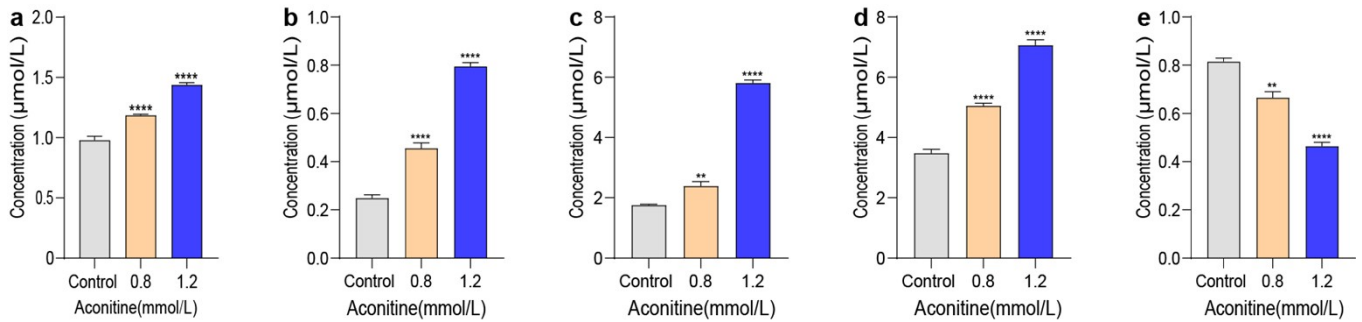 a
Concentration (μmol/L)
2.0
1.5
1.0
0.5
0
****
****
Control 0.8 1.2
Aconitine(mmol/L)
b
Concentration (μmol/L)
1.0
0.8
0.6
0.4
0.2
0.0
****
****
Control 0.8 1.2
Aconitine(mmol/L)
c
Concentration (μmol/L)
8
6
4
2
0
**
****
Control 0.8 1.2
Aconitine(mmol/L)
d
Concentration (μmol/L)
8
6
4
2
0
****
****
Control 0.8 1.2
Aconitine(mmol/L)
e
Concentration (μmol/L)
1.0
0.8
0.6
0.4
0.2
0
**
****
Control 0.8 1.2
Aconitine(mmol/L)